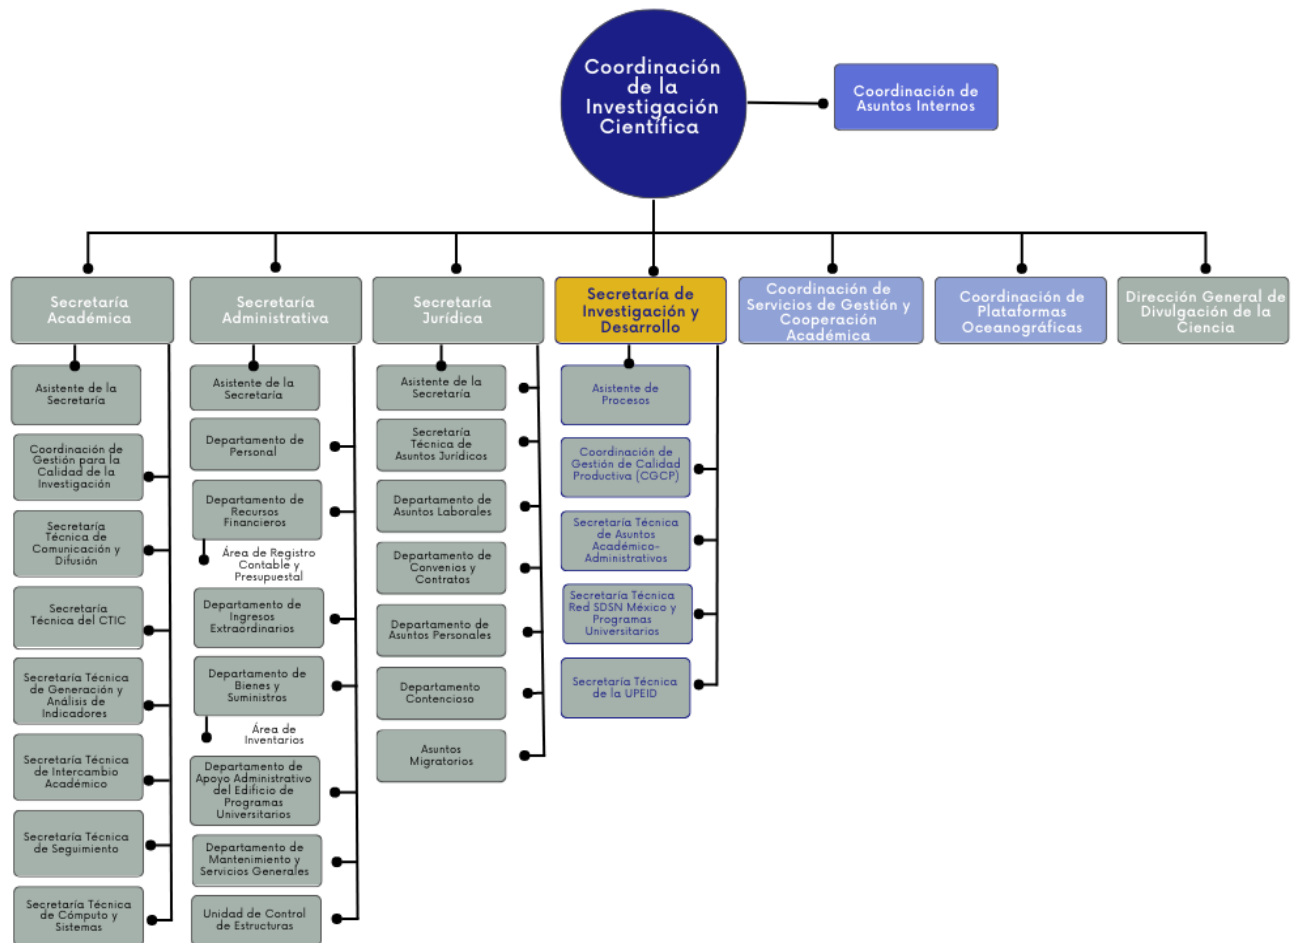 Coordinación
de la
Investigación
Científica
Coordinación de
Asuntos Internos
Secretaría
Académica
Secretaría
Administrativa
Secretaría
Jurídica
Secretaría de
Investigación y
Desarrollo
Coordinación de
Servicios de Gestión y
Cooperación
Académica
Coordinación de
Plataformas
Oceanográficas
Dirección General de
Divulgación de la
Ciencia
Asistente de la
Secretaría
Coordinación de
Gestión para la
Calidad de la
Investigación
Secretaría
Técnica de
Comunicación y
Difusión
Secretaría
Técnica del CTIC
Secretaría Técnica
de Generación y
Análisis de
Indicadores
Secretaría Técnica
de Intercambio
Académico
Secretaría Técnica
de Seguimiento
Secretaría Técnica
de Cómputo y
Sistemas
Asistente de la
Secretaría
Departamento de
Personal
Departamento de
Recursos
Financieros
Área de Registro
Contable y
Presupuestal
Departamento de
Ingresos
Extraordinarios
Departamento de
Bienes y
Suministros
Área de
Inventarios
Departamento de
Apoyo Administrativo
del Edificio de
Programas
Universitarios
Departamento de
Mantenimiento y
Servicios Generales
Unidad de Control
de Estructuras
Asistente de la
Secretaría
Secretaría
Técnica de
Asuntos Jurídicos
Departamento de
Asuntos Laborales
Departamento de
Convenios y
Contratos
Departamento de
Asuntos Personales
Departamento
Contencioso
Asuntos
Migratorios
Asistente de
Procesos
Coordinación de
Gestión de Calidad
Productiva (CGCP)
Secretaría Técnica
de Asuntos
Académico-
Administrativos
Secretaría Técnica
Red SDSN México y
Programas
Universitarios
Secretaría Técnica
de la UPEID